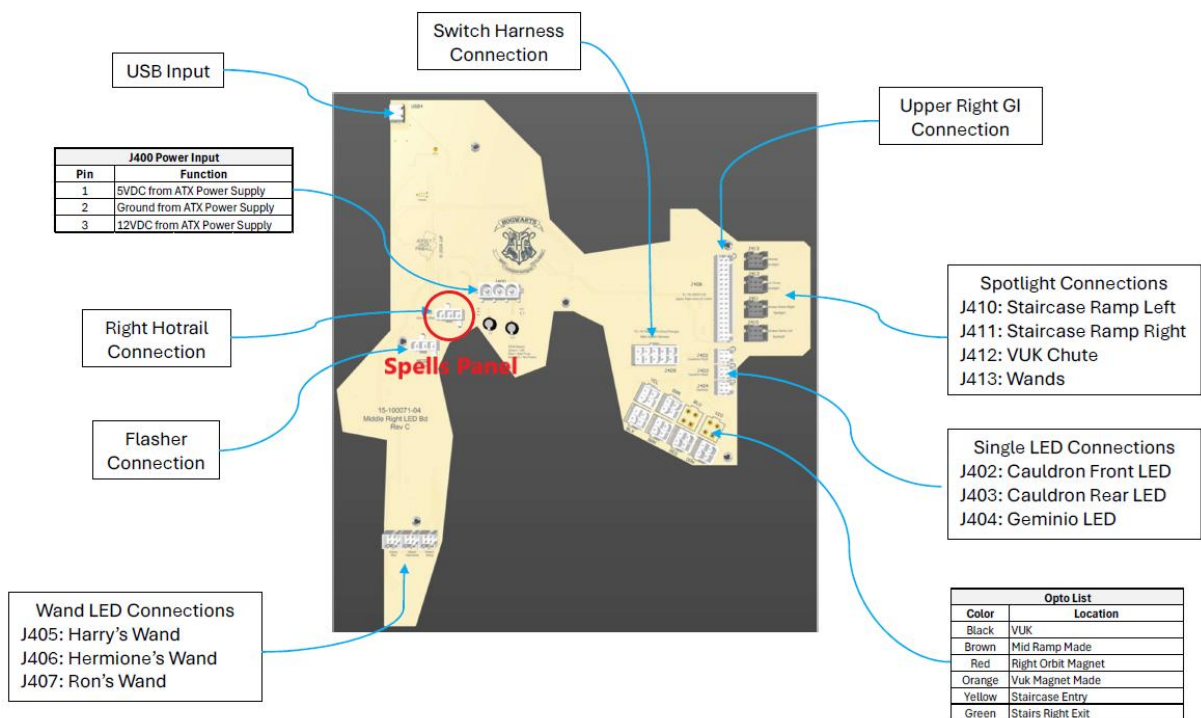 Switch Harness
Connection
USB Input
Upper Right GI
Connection
J400 Power Input
Pin Function
1 5VDC from ATX Power Supply
2 Ground from ATX Power Supply
3 12VDC from ATX Power Supply
HOGWARTS
Right Hotrail
Connection
Spells Panel
Spotlight Connections
J410: Staircase Ramp Left
J411: Staircase Ramp Right
J412: VUK Chute
J413: Wands
15-100071-04
Middle Right LED Bd
Rev C
Flasher
Connection
Single LED Connections
J402: Cauldron Front LED
J403: Cauldron Rear LED
J404: Geminio LED
Wand LED Connections
J405: Harry's Wand
J406: Hermione's Wand
J407: Ron's Wand
Opto List
Color Location
Black VUK
Brown Mid Ramp Made
Red Right Orbit Magnet
Orange Vuk Magnet Made
Yellow Staircase Entry
Green Stairs Right Exit